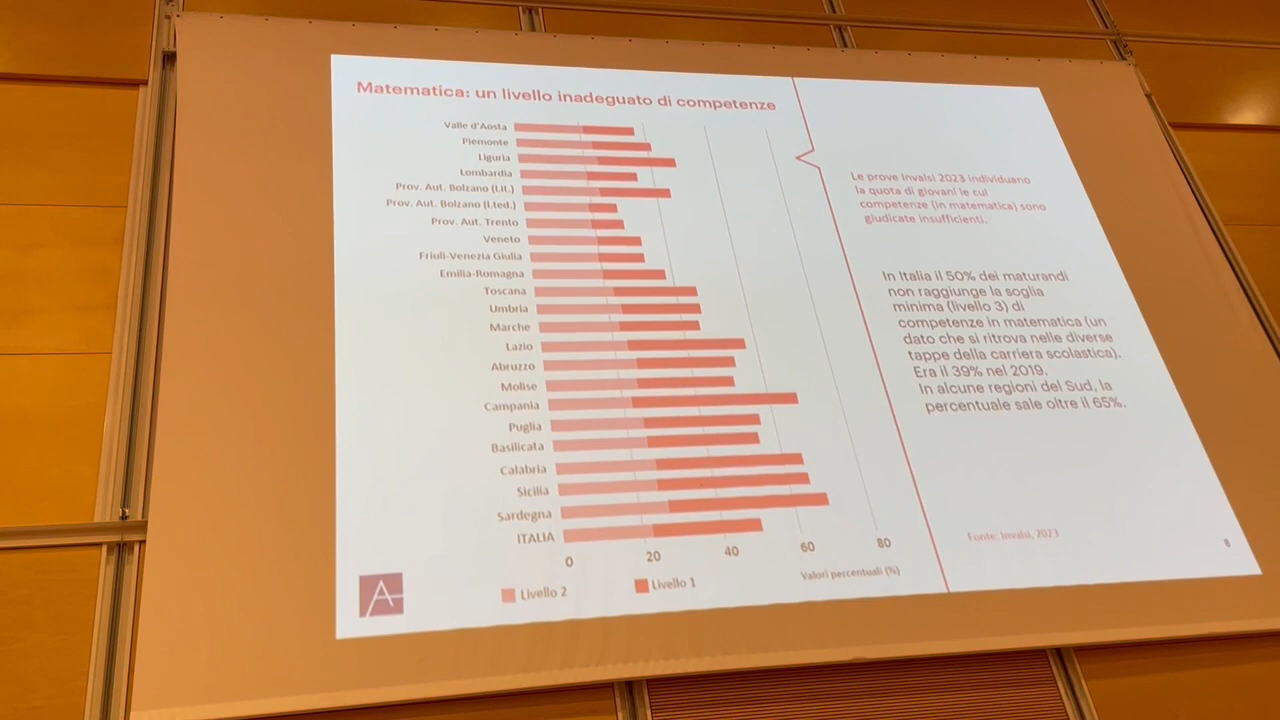 Matematica: un livello inadeguato di competenze
Valle d'Aosta
Piemonte
Liguria
Lombardia
Prov. Aut. Bolzano (l.it.)
Prov. Aut. Bolzano (l.ted.)
Prov. Aut. Trento
Veneto
Friuli-Venezia Giulia
Emilia-Romagna
Toscana
Umbria
Marche
Lazio
Abruzzo
Molise
Campania
Puglia
Basilicata
Calabria
Sicilia
Sardegna
ITALIA
0 20 40 60 80
Valori percentuali (%)
Livello 2 Livello 1
Le prove Invalsi 2023 individuano
la quota di giovani le cui
competenze (in matematica) sono
giudicate insufficienti.
In Italia il 50% dei maturandi
non raggiunge la soglia
minima (livello 3) di
competenze in matematica (un
dato che si ritrova nelle diverse
tappe della carriera scolastica).
Era il 39% nel 2019.
In alcune regioni del Sud, la
percentuale sale oltre il 65%.
Fonte: Invalsi, 2023
8
A